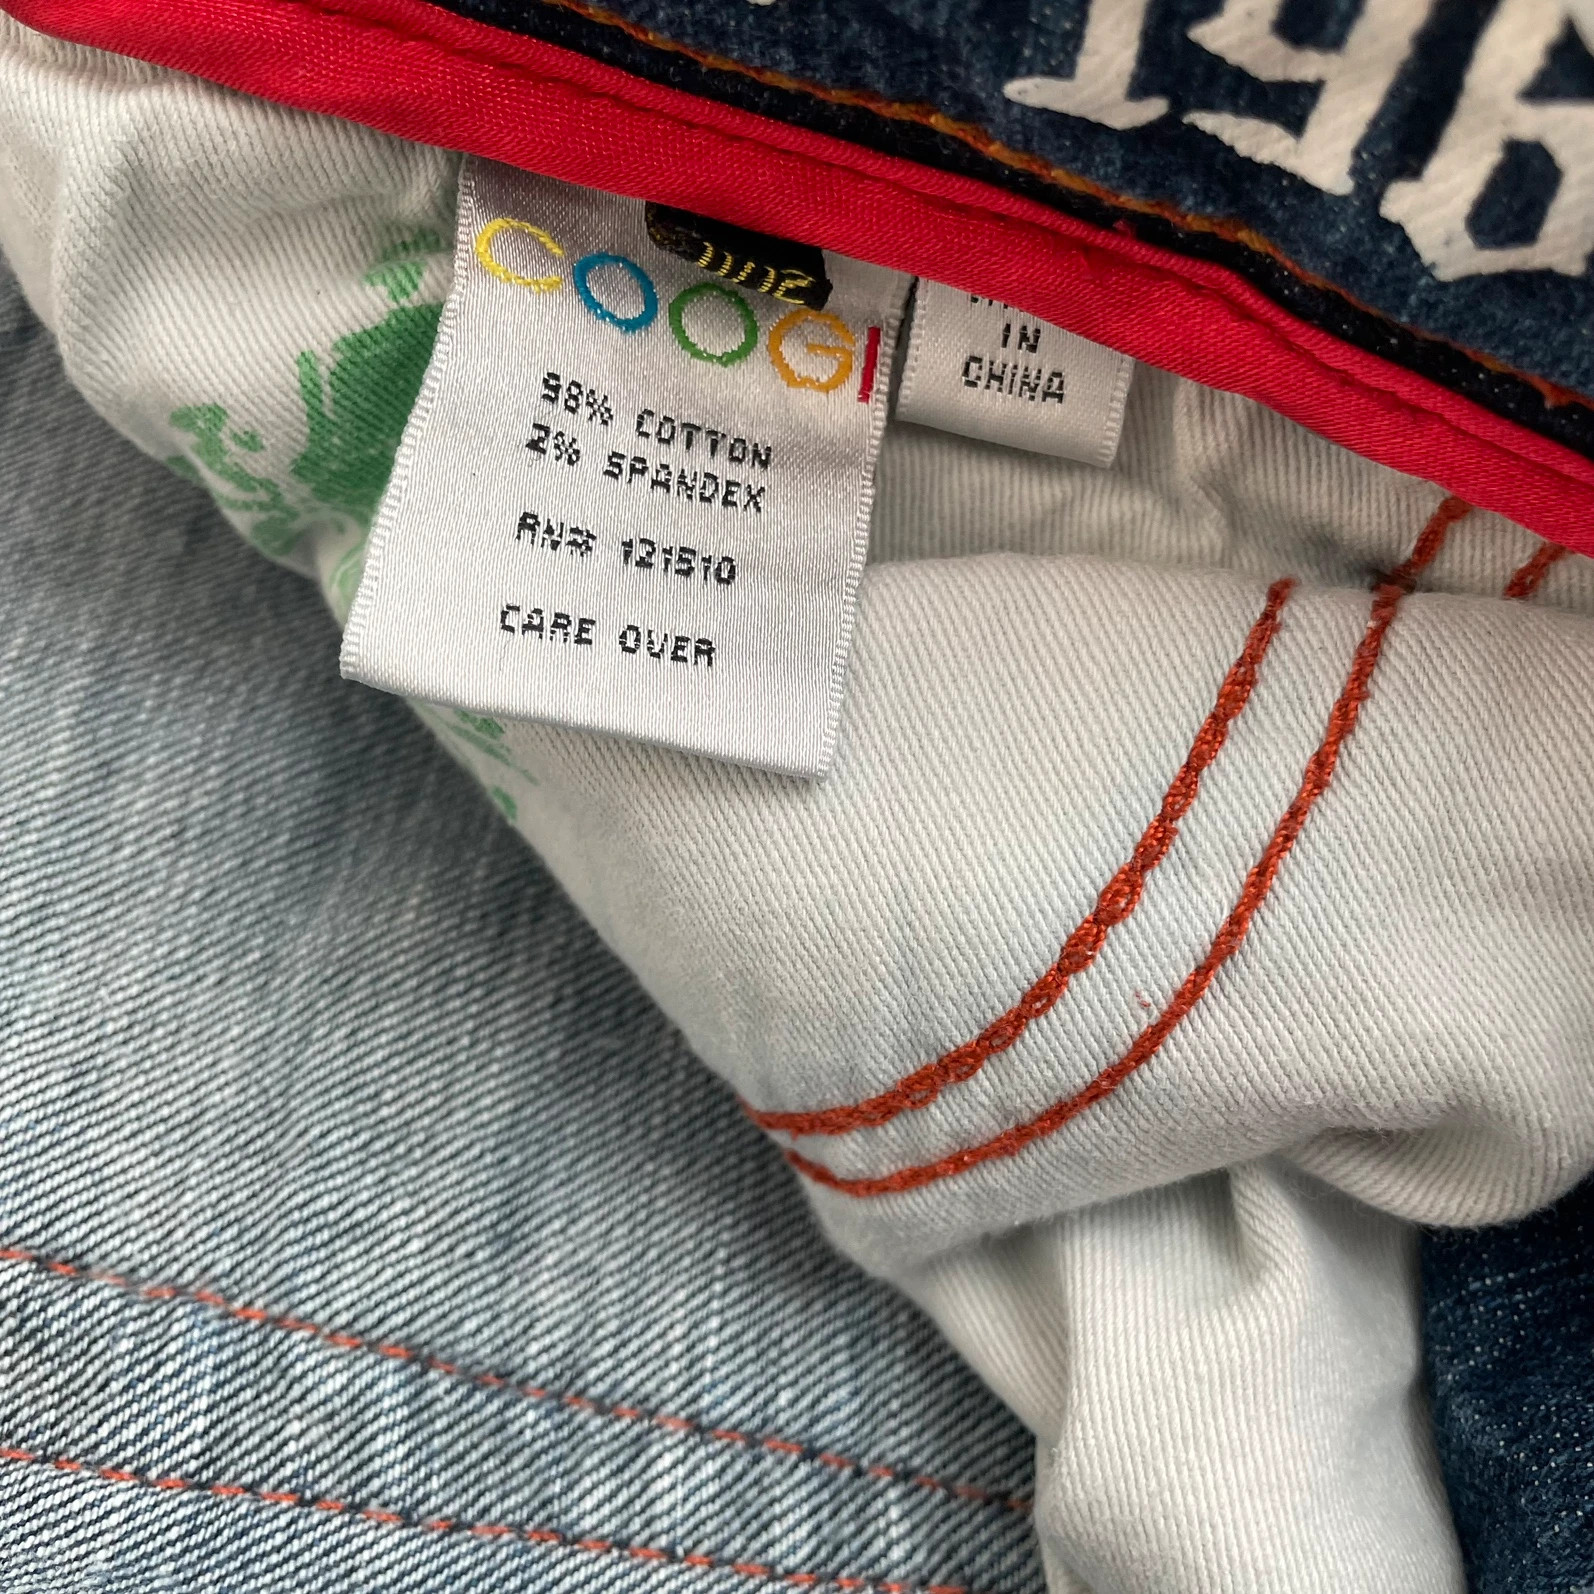 COOGI
98% COTTON
2% SPANDEX
RN# 121510
CARE OVER
IN
CHINA